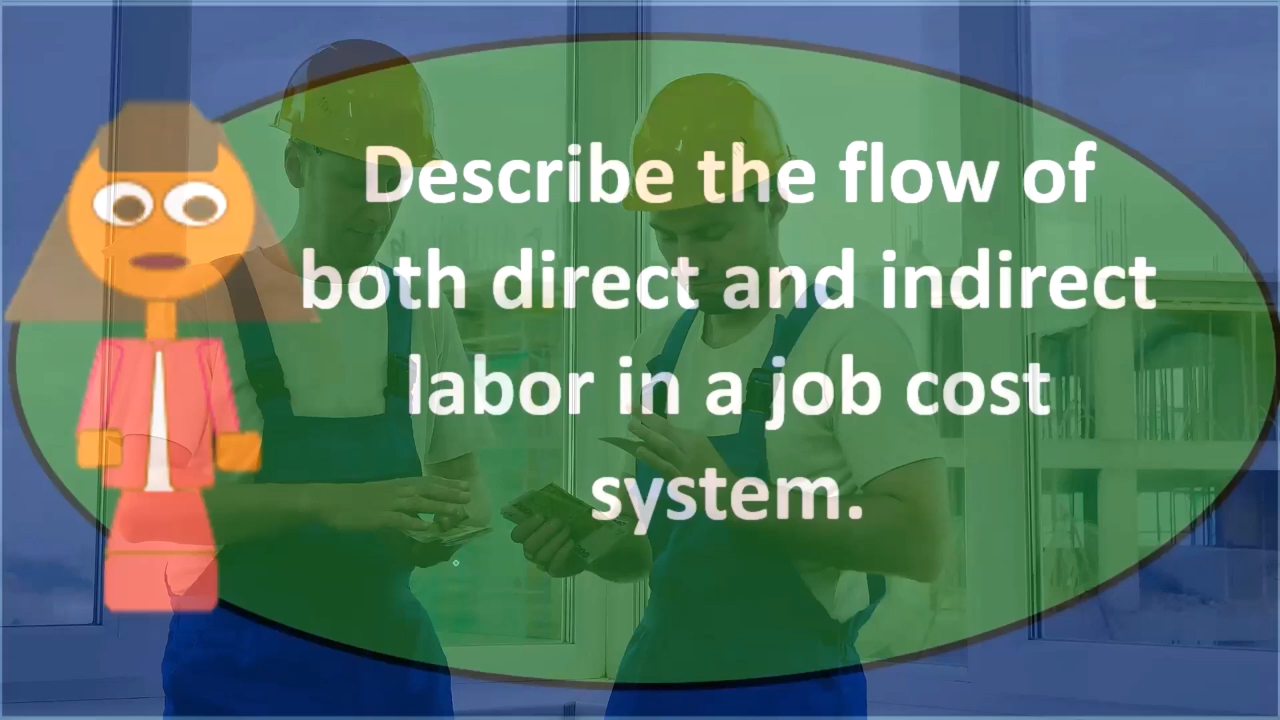 Describe the flow of
both direct and indirect
labor in a job cost
system.